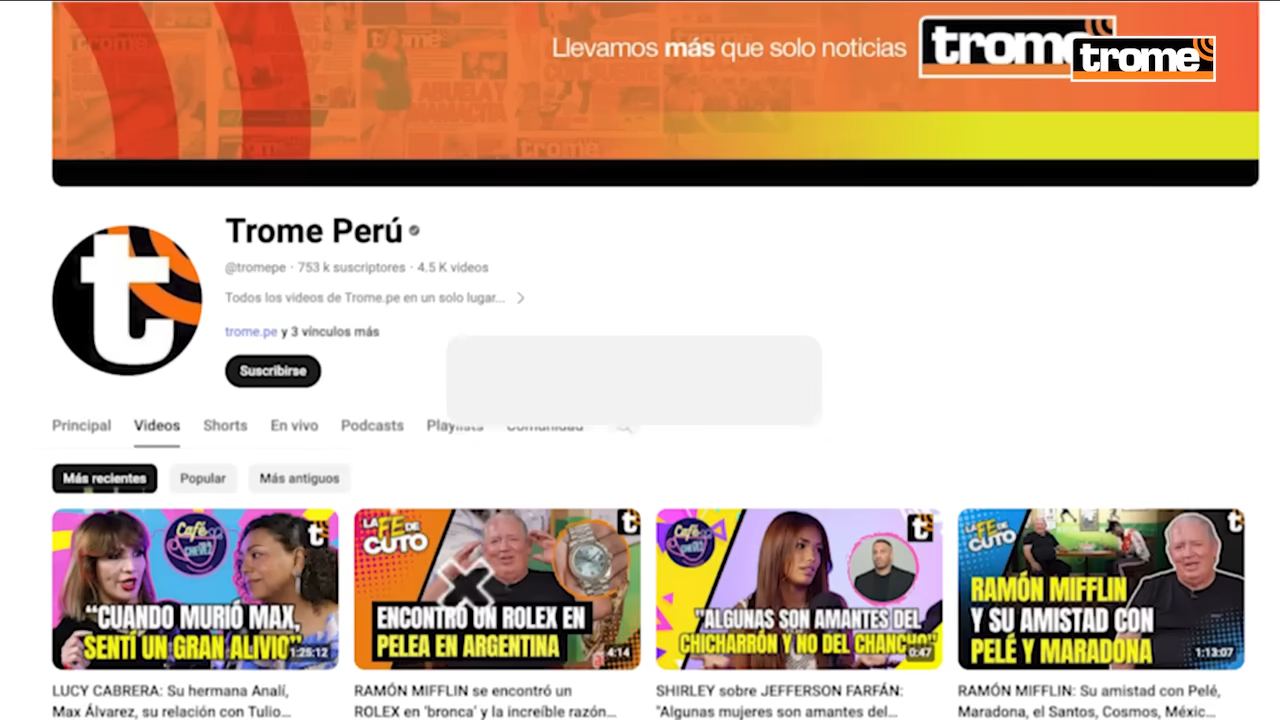 Llevamos más que solo noticias
trome
trome
Trome Perú
@tromepe · 753 k suscriptores · 4.5 K videos
Todos los videos de Trome.pe en un solo lugar...
trome.pe y 3 vínculos más
Suscribirse
Principal Videos Shorts En vivo Podcasts Playlists Comunidad
Más recientes Popular Más antiguos
Café CHEVEZ
t
"CUANDO MURIÓ MAX,
SENTÍ UN GRAN ALIVIO"
1:25:12
LA FE DE CUTO
t
ENCONTRÓ UN ROLEX EN
PELEA EN ARGENTINA
4:14
Café CHEVEZ
t
"ALGUNAS SON AMANTES DEL
CHICHARRÓN Y NO DEL CHANCHO"
0:47
LA FE DE CUTO
t
RAMÓN MIFFLIN
Y SU AMISTAD CON
PELÉ Y MARADONA
1:13:07
LUCY CABRERA: Su hermana Analí,
Max Álvarez, su relación con Tulio...
RAMÓN MIFFLIN se encontró un
ROLEX en 'bronca' y la increíble razón...
SHIRLEY sobre JEFFERSON FARFÁN:
"Algunas mujeres son amantes del...
RAMÓN MIFFLIN: Su amistad con Pelé,
Maradona, el Santos, Cosmos, Méxic...